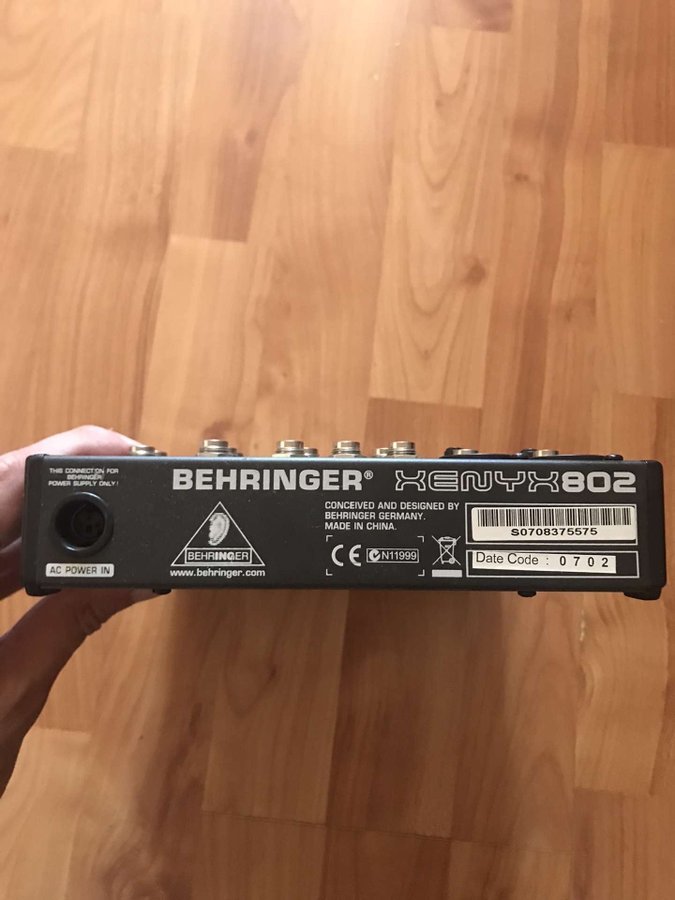 THIS CONNECTION FOR
BEHRINGER
POWER SUPPLY ONLY!
AC POWER IN
BEHRINGER® XENYX802
BEHRINGER
www.behringer.com
CONCEIVED AND DESIGNED BY
BEHRINGER GERMANY.
MADE IN CHINA.
CE N11999
S0708375575
Date Code : 0702